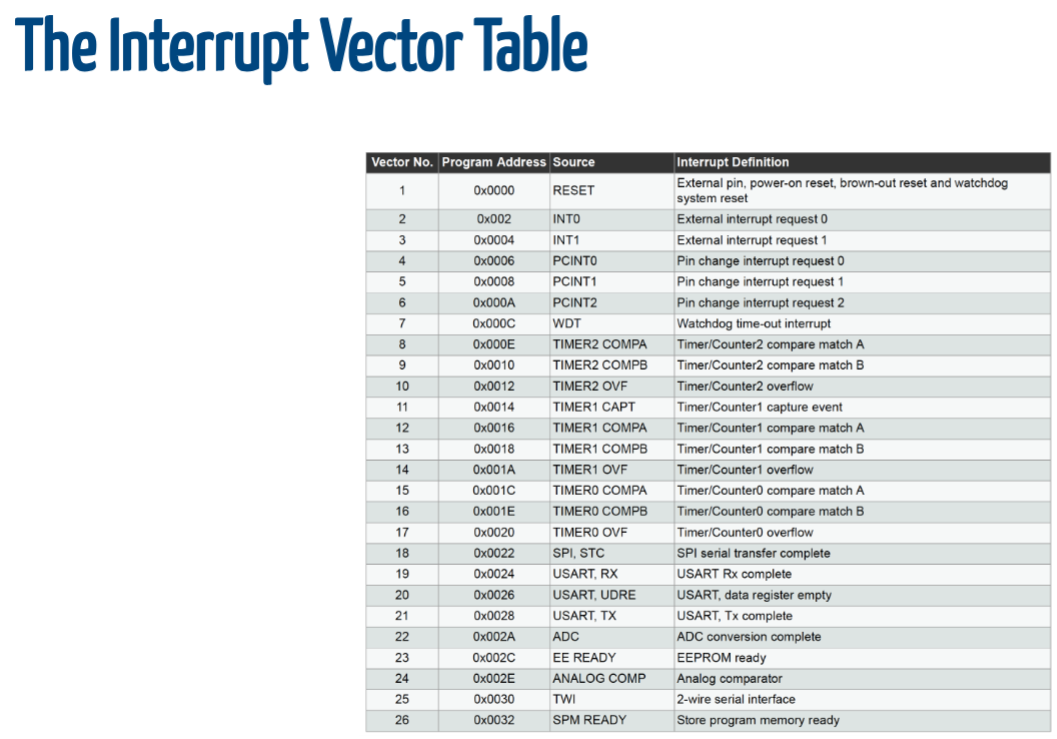 The Interrupt Vector Table
Vector No. Program Address Source Interrupt Definition
1 0x0000 RESET External pin, power-on reset, brown-out reset and watchdog
system reset
2 0x002 INT0 External interrupt request 0
3 0x0004 INT1 External interrupt request 1
4 0x0006 PCINT0 Pin change interrupt request 0
5 0x0008 PCINT1 Pin change interrupt request 1
6 0x000A PCINT2 Pin change interrupt request 2
7 0x000C WDT Watchdog time-out interrupt
8 0x000E TIMER2 COMPA Timer/Counter2 compare match A
9 0x0010 TIMER2 COMPB Timer/Counter2 compare match B
10 0x0012 TIMER2 OVF Timer/Counter2 overflow
11 0x0014 TIMER1 CAPT Timer/Counter1 capture event
12 0x0016 TIMER1 COMPA Timer/Counter1 compare match A
13 0x0018 TIMER1 COMPB Timer/Counter1 compare match B
14 0x001A TIMER1 OVF Timer/Counter1 overflow
15 0x001C TIMER0 COMPA Timer/Counter0 compare match A
16 0x001E TIMER0 COMPB Timer/Counter0 compare match B
17 0x0020 TIMER0 OVF Timer/Counter0 overflow
18 0x0022 SPI, STC SPI serial transfer complete
19 0x0024 USART, RX USART Rx complete
20 0x0026 USART, UDRE USART, data register empty
21 0x0028 USART, TX USART, Tx complete
22 0x002A ADC ADC conversion complete
23 0x002C EE READY EEPROM ready
24 0x002E ANALOG COMP Analog comparator
25 0x0030 TWI 2-wire serial interface
26 0x0032 SPM READY Store program memory ready